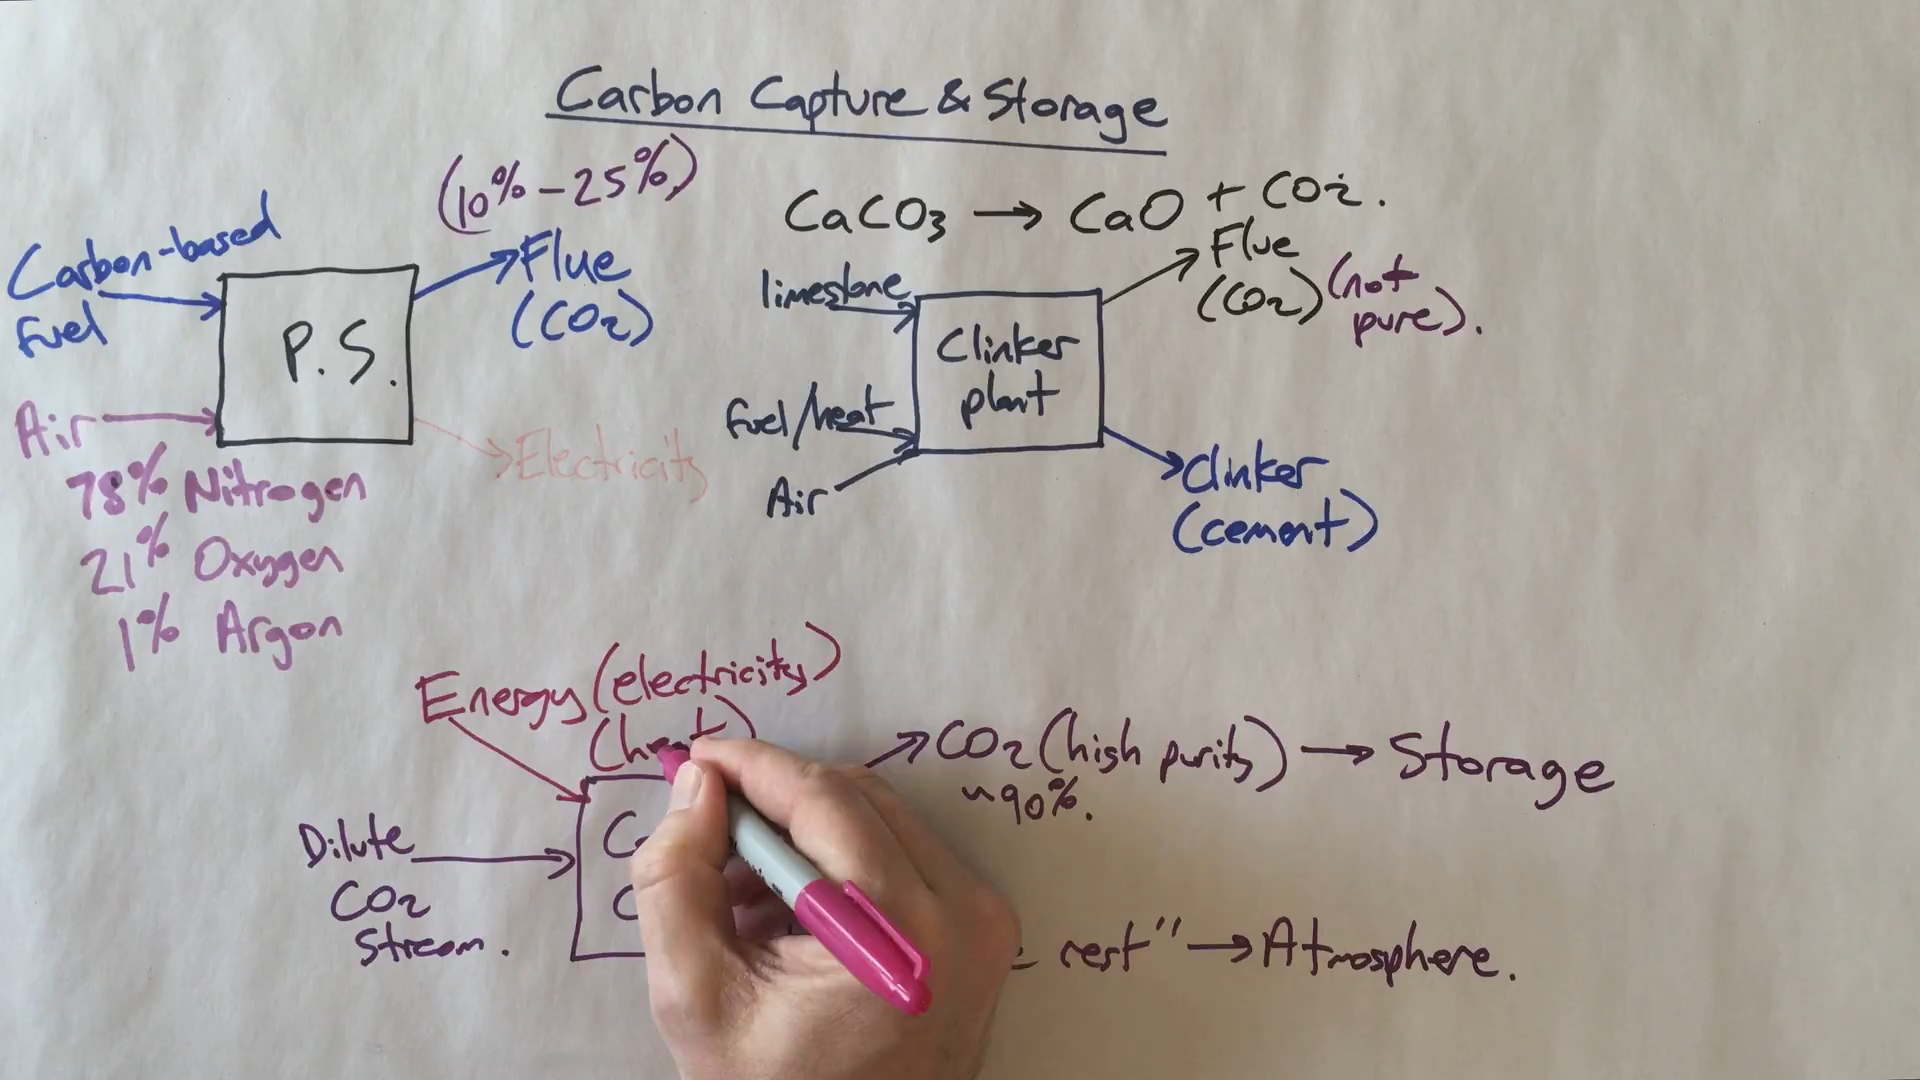 Carbon Capture & Storage
(10% - 25%)
Carbon-based
fuel
Flue
(CO2)
P.S.
Air
78% Nitrogen
21% Oxygen
1% Argon
Electricity
CaCO3 → CaO + CO2.
limestone
Flue
(CO2) (not
pure).
Clinker
plant
fuel/heat
Air
Clinker
(cement)
Energy (electricity)
(heat)
Dilute
CO2
Stream.
CO2 (high purity) → Storage
~90%.
rest" → Atmosphere.